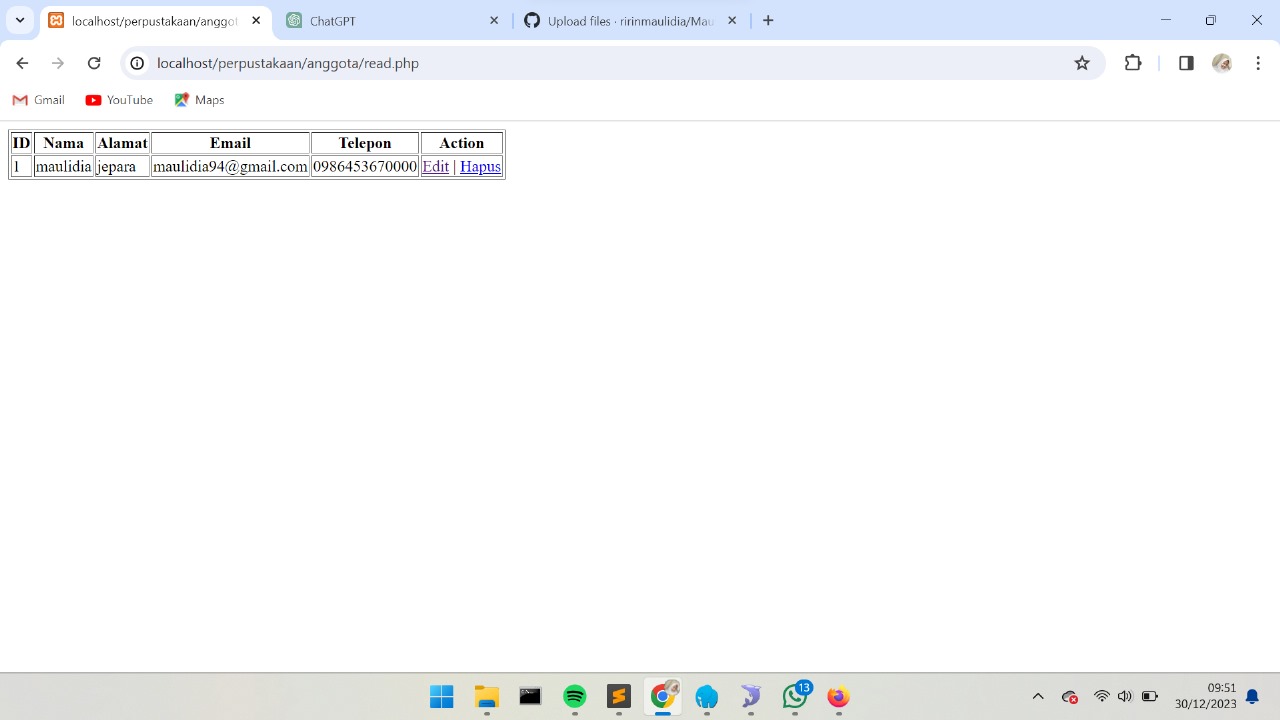 localhost/perpustakaan/anggot
ChatGPT
Upload files · ririnmaulidia/Mau
localhost/perpustakaan/anggota/read.php
Gmail
YouTube
Maps
ID Nama Alamat Email Telepon Action
1 maulidia jepara maulidia94@gmail.com 0986453670000 Edit | Hapus
13
09:51
30/12/2023